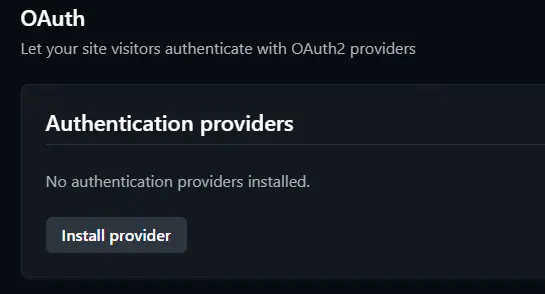 OAuth
Let your site visitors authenticate with OAuth2 providers
Authentication providers
No authentication providers installed.
Install provider